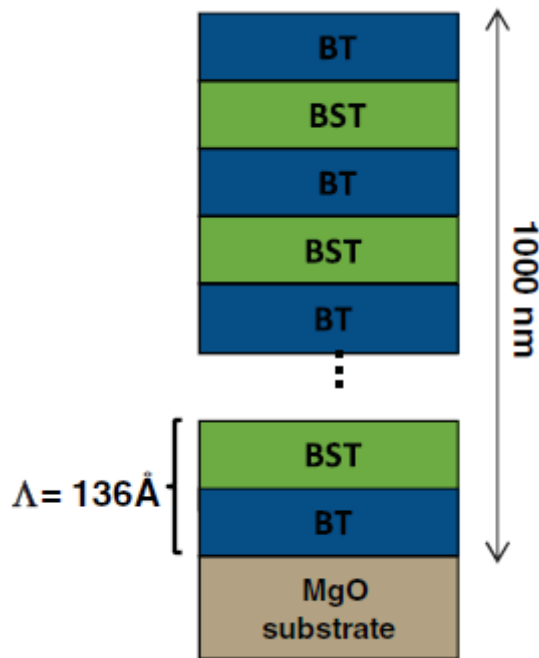 BT
BST
BT
BST
BT
1000 nm
BST
Λ= 136Å
BT
MgO
substrate